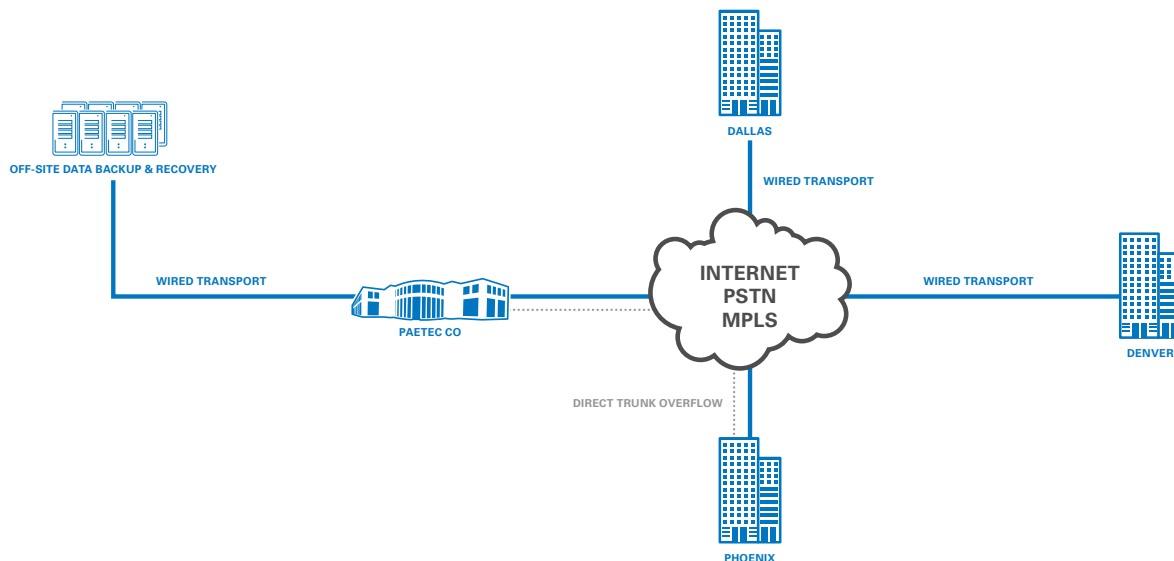 DALLAS
OFF-SITE DATA BACKUP & RECOVERY
WIRED TRANSPORT
INTERNET
PSTN
MPLS
WIRED TRANSPORT
WIRED TRANSPORT
PAETEC CO
DENVER
DIRECT TRUNK OVERFLOW
PHOENIX